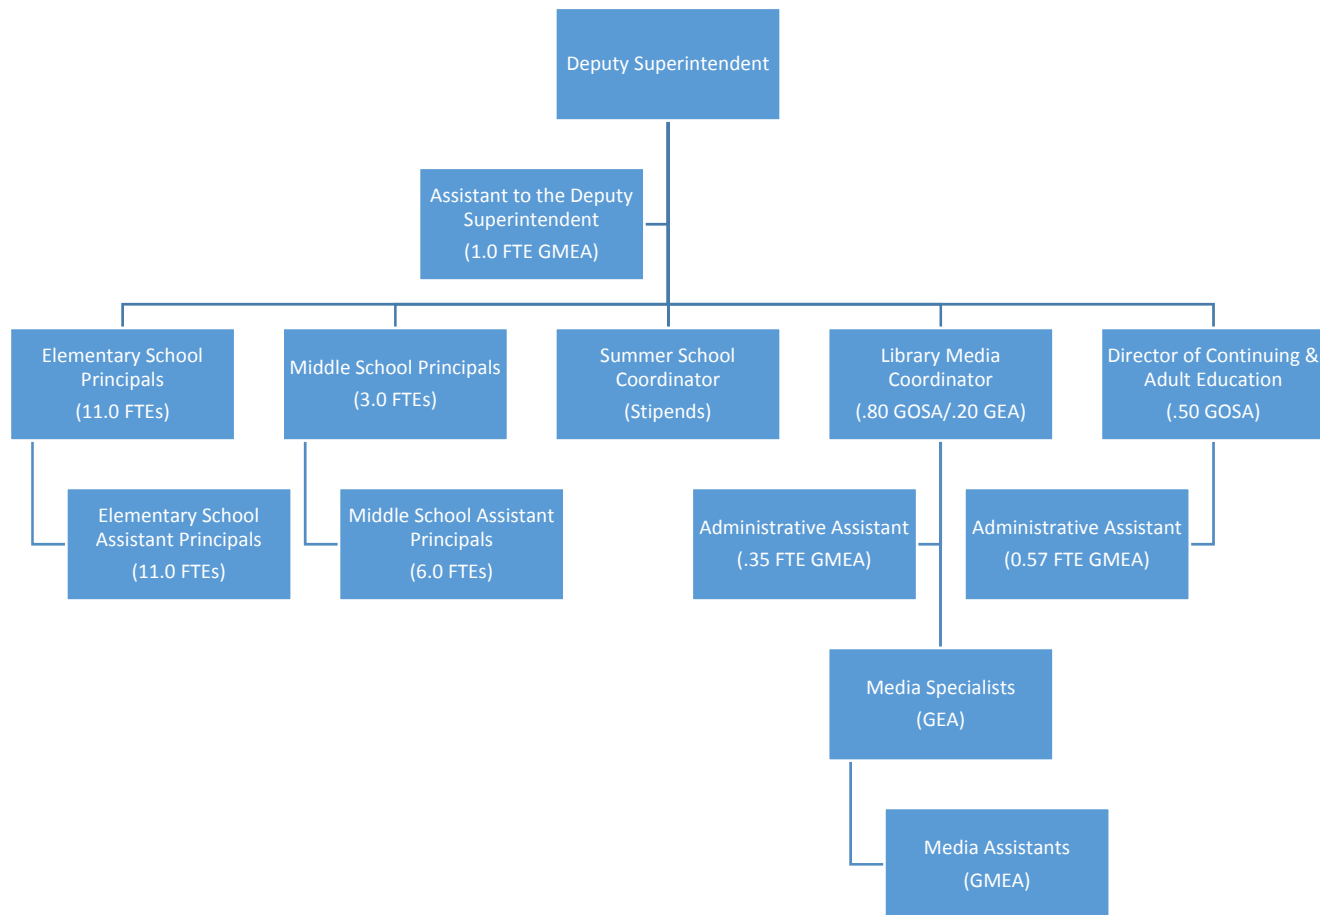 Deputy Superintendent
Assistant to the Deputy
Superintendent
(1.0 FTE GMEA)
Elementary School
Principals
(11.0 FTEs)
Middle School Principals
(3.0 FTEs)
Summer School
Coordinator
(Stipends)
Library Media
Coordinator
(.80 GOSA/.20 GEA)
Director of Continuing &
Adult Education
(.50 GOSA)
Elementary School
Assistant Principals
(11.0 FTEs)
Middle School Assistant
Principals
(6.0 FTEs)
Administrative Assistant
(.35 FTE GMEA)
Administrative Assistant
(0.57 FTE GMEA)
Media Specialists
(GEA)
Media Assistants
(GMEA)